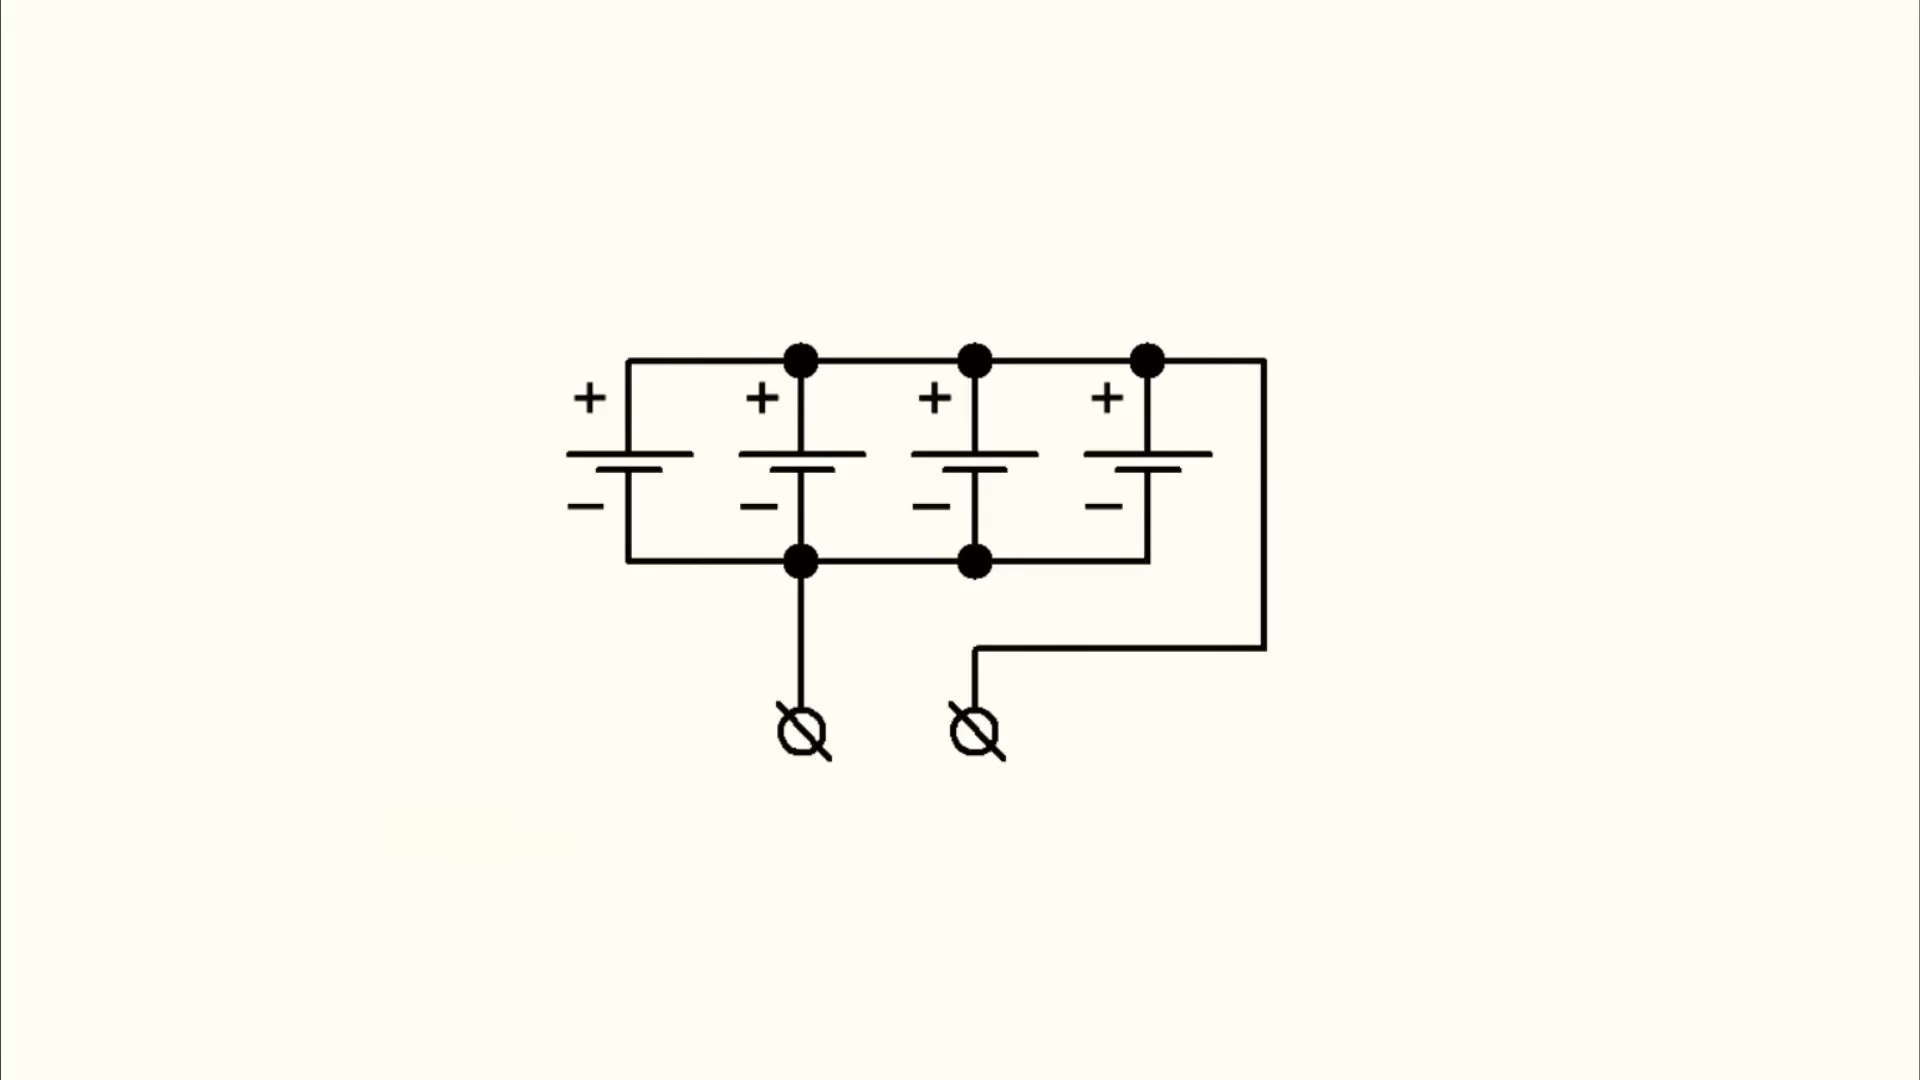 + + + +
− − − −